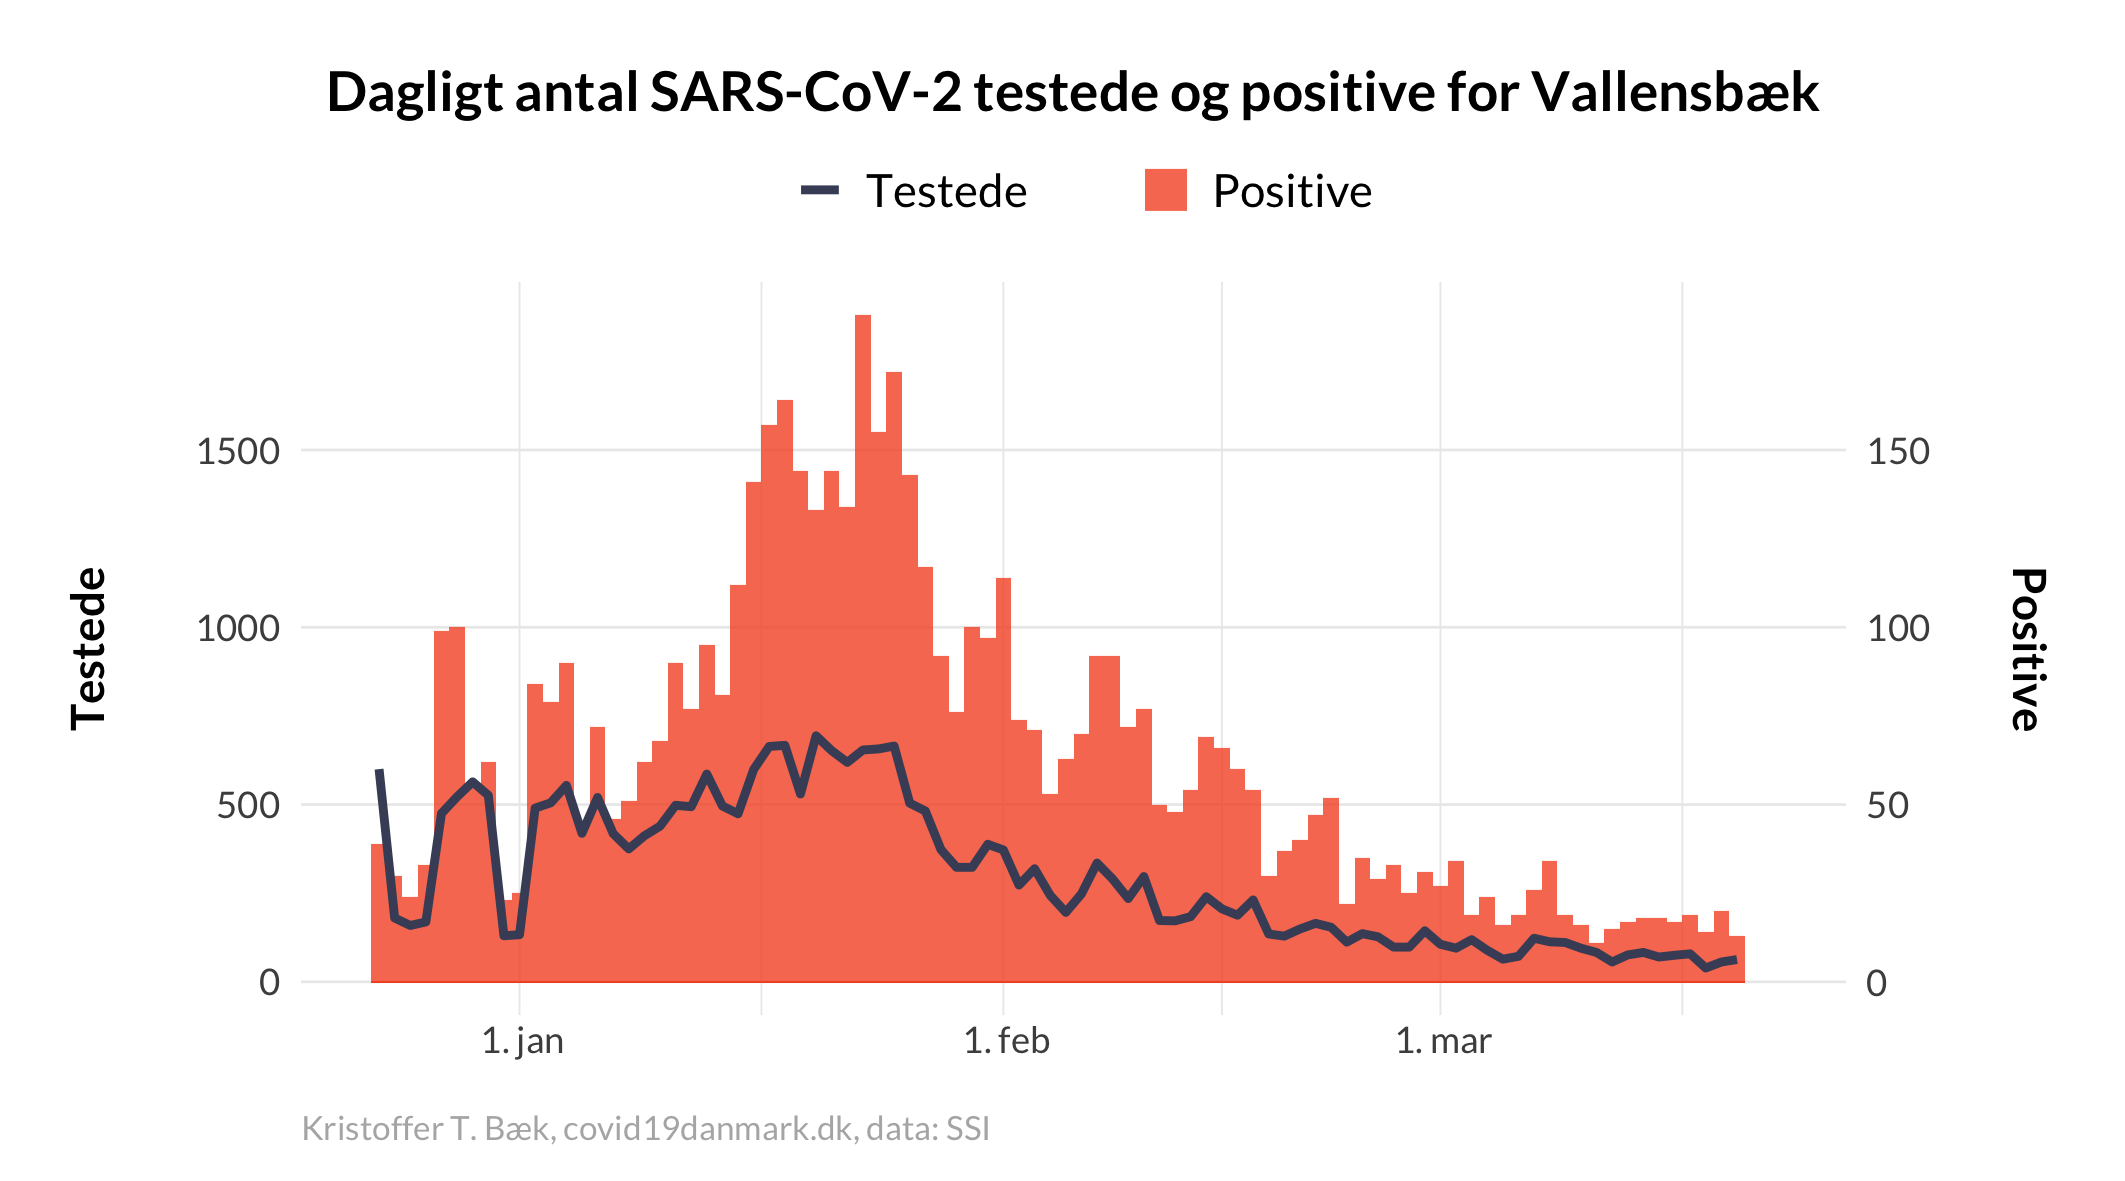 Dagligt antal SARS-CoV-2 testede og positive for Vallensbæk
Testede
Positive
Testede
1500
1000
500
0
150
100
50
0
Positive
1. jan
1. feb
1. mar
Kristoffer T. Bæk, covid19danmark.dk, data: SSI